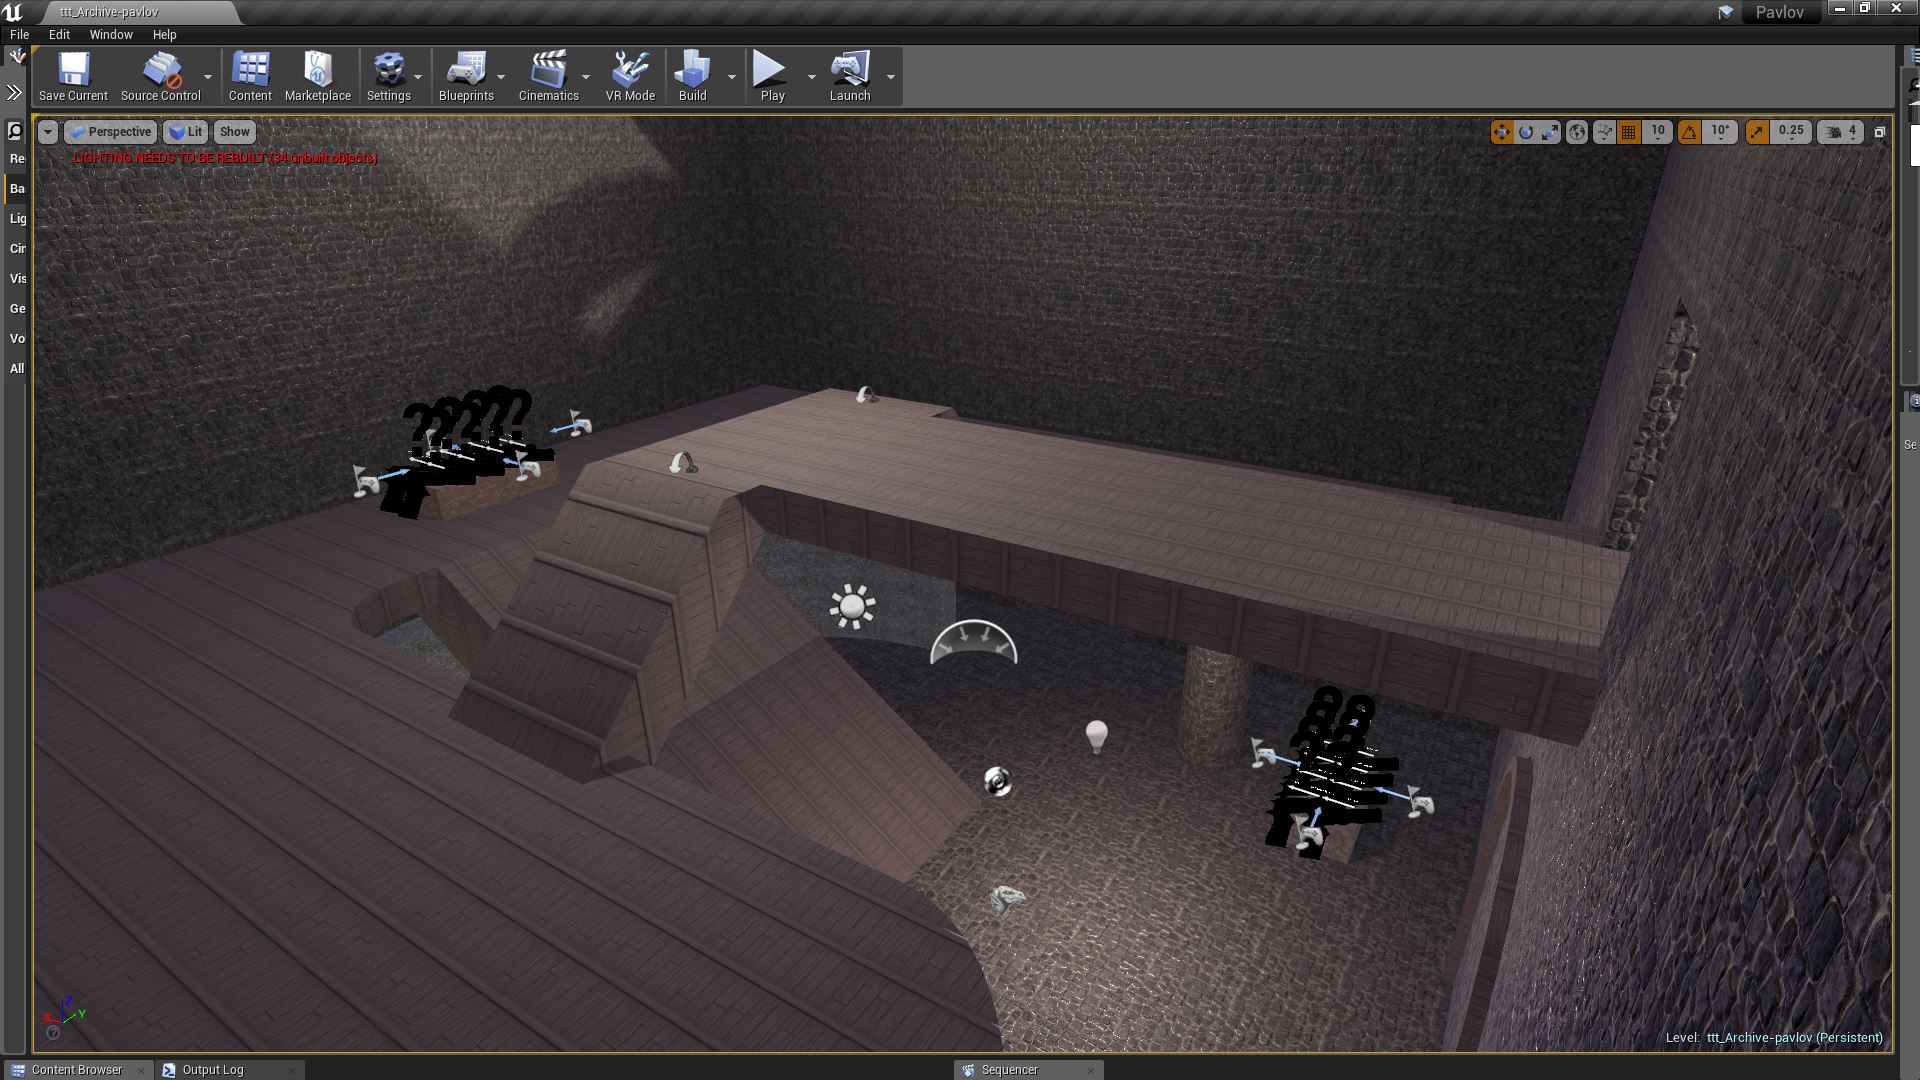 ttt_Archive-pavlov
Pavlov
File Edit Window Help
Save Current Source Control Content Marketplace Settings Blueprints Cinematics VR Mode Build Play Launch
Perspective Lit Show
10 10° 0.25 4
LIGHTING NEEDS TO BE REBUILT (34 unbuilt objects)
Re
Ba
Lig
Cin
Vis
Ge
Vo
All
Se
Z
X Y
Level: ttt_Archive-pavlov (Persistent)
Content Browser Output Log Sequencer